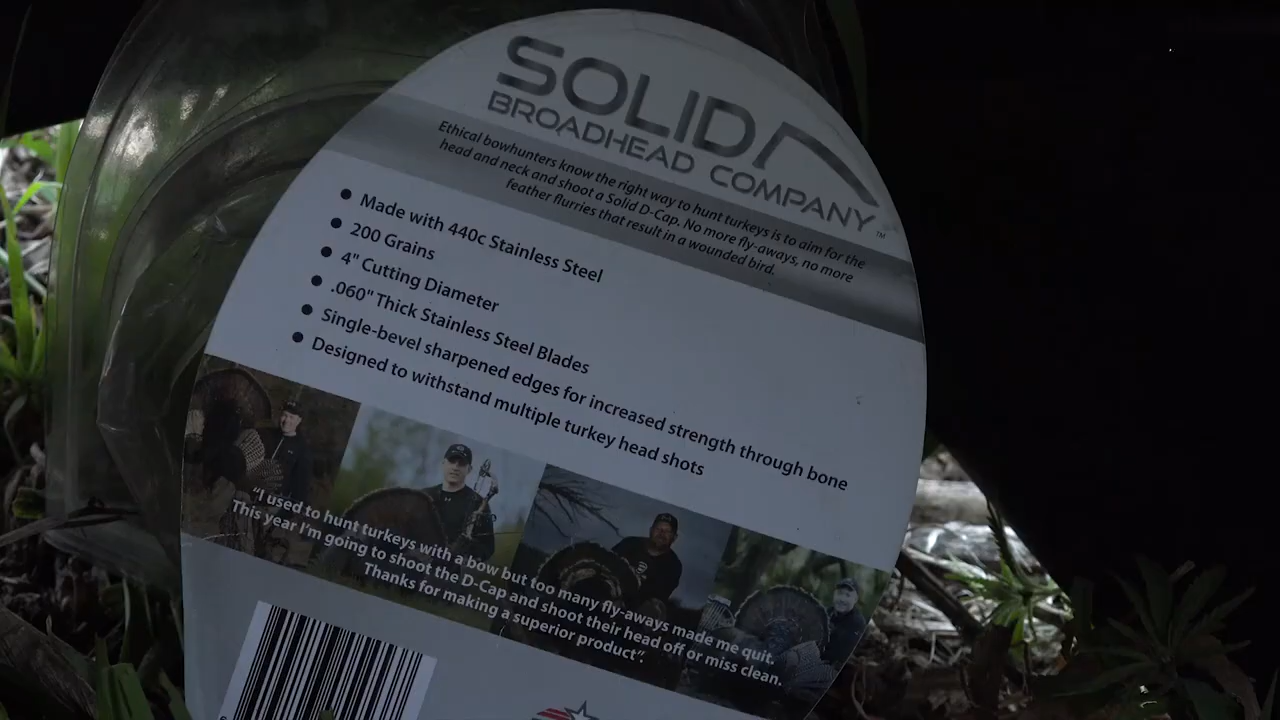 SOLID
BROADHEAD COMPANY™
Ethical bowhunters know the right way to hunt turkeys is to aim for the
head and neck and shoot a Solid D-Cap. No more fly-aways, no more
feather flurries that result in a wounded bird.
● Made with 440c Stainless Steel
● 200 Grains
● 4" Cutting Diameter
● .060" Thick Stainless Steel Blades
● Single-bevel sharpened edges for increased strength through bone
● Designed to withstand multiple turkey head shots
"I used to hunt turkeys with a bow but too many fly-aways made me quit.
This year I'm going to shoot the D-Cap and shoot their head off or miss clean.
Thanks for making a superior product".